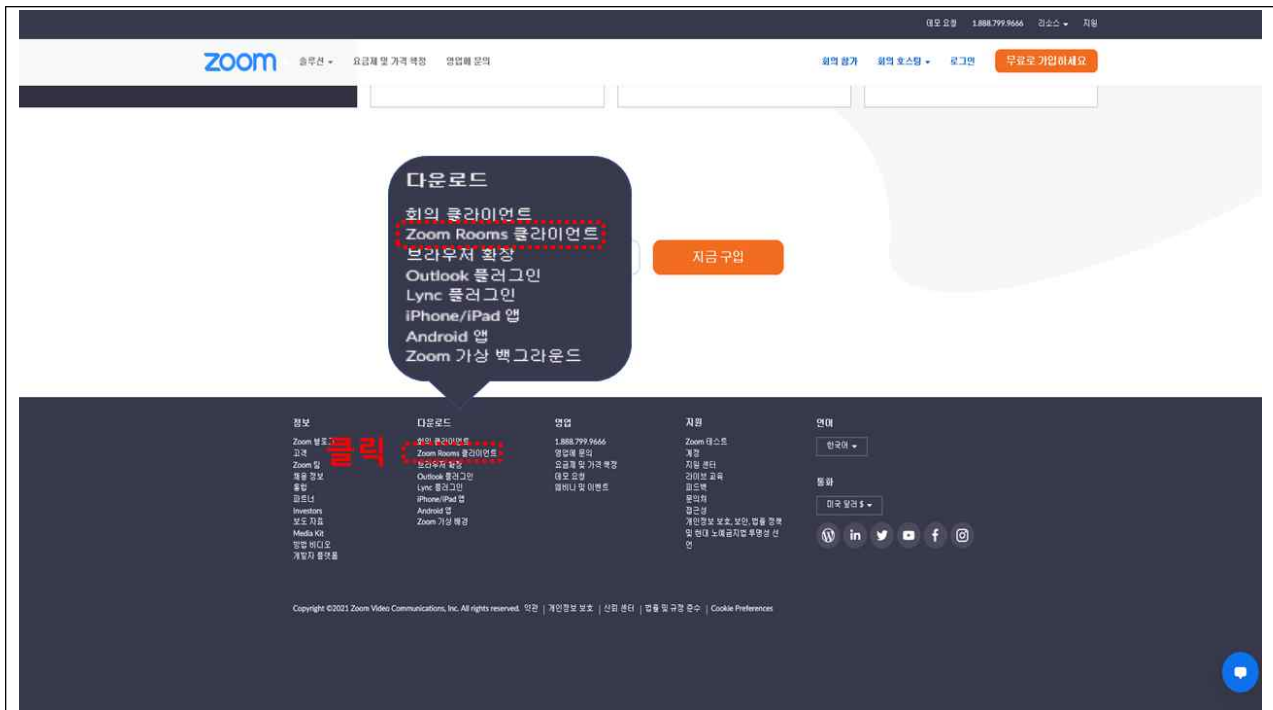 데모 요청 1.888.799.9666 리소스 지원
zoom 솔루션 요금제 및 가격 책정 영업에 문의 회의 참가 회의 호스팅 로그인 무료로 가입하세요
다운로드
회의 클라이언트
Zoom Rooms 클라이언트
브라우저 확장
Outlook 플러그인
Lync 플러그인
iPhone/iPad 앱
Android 앱
Zoom 가상 백그라운드
지금 구입
클릭
정보
Zoom 블로그
고객
Zoom 팀
채용 정보
통합
파트너
Investors
보도 자료
Media Kit
방법 비디오
개발자 플랫폼
다운로드
회의 클라이언트
Zoom Rooms 클라이언트
브라우저 확장
Outlook 플러그인
Lync 플러그인
iPhone/iPad 앱
Android 앱
Zoom 가상 배경
영업
1.888.799.9666
영업에 문의
요금제 및 가격 책정
데모 요청
웨비나 및 이벤트
지원
Zoom 테스트
계정
지원 센터
라이브 교육
피드백
문의처
접근성
개인정보 보호, 보안, 법률 정책
및 현대 노예금지법 투명성 선
언
언어
한국어
통화
미국 달러 $
Copyright ©2021 Zoom Video Communications, Inc. All rights reserved. 약관 | 개인정보 보호 | 신뢰 센터 | 법률 및 규정 준수 | Cookie Preferences